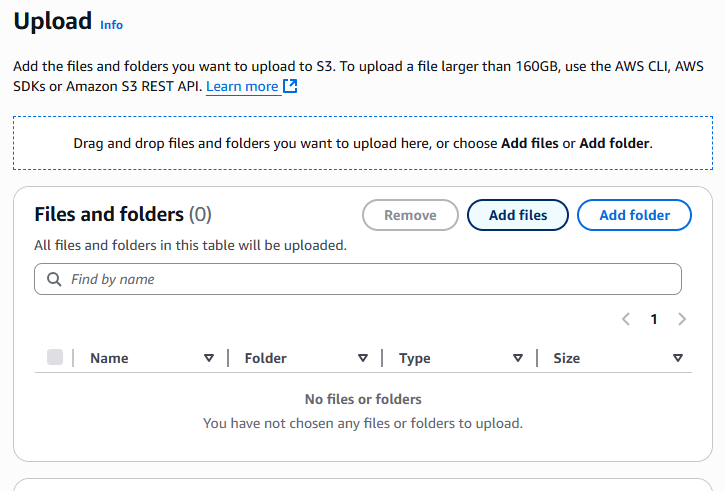 Upload Info
Add the files and folders you want to upload to S3. To upload a file larger than 160GB, use the AWS CLI, AWS
SDKs or Amazon S3 REST API. Learn more
Drag and drop files and folders you want to upload here, or choose Add files or Add folder.
Files and folders (0) Remove Add files Add folder
All files and folders in this table will be uploaded.
Find by name
1
Name Folder Type Size
No files or folders
You have not chosen any files or folders to upload.